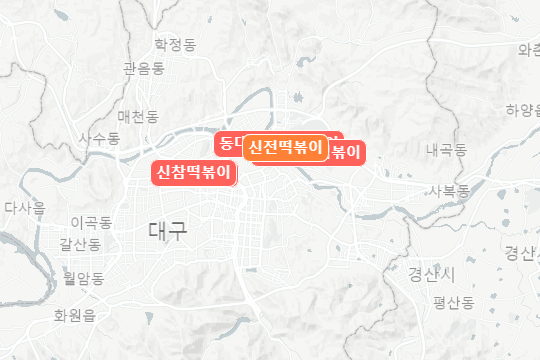 학정동
와촌
관음동
매천동
하양읍
사수동
동대
신전떡볶이
볶이
내곡동
신참떡볶이
사복동
다사읍
이곡동
대구
갈산동
경산
월암동
경산시
평산동
화원읍